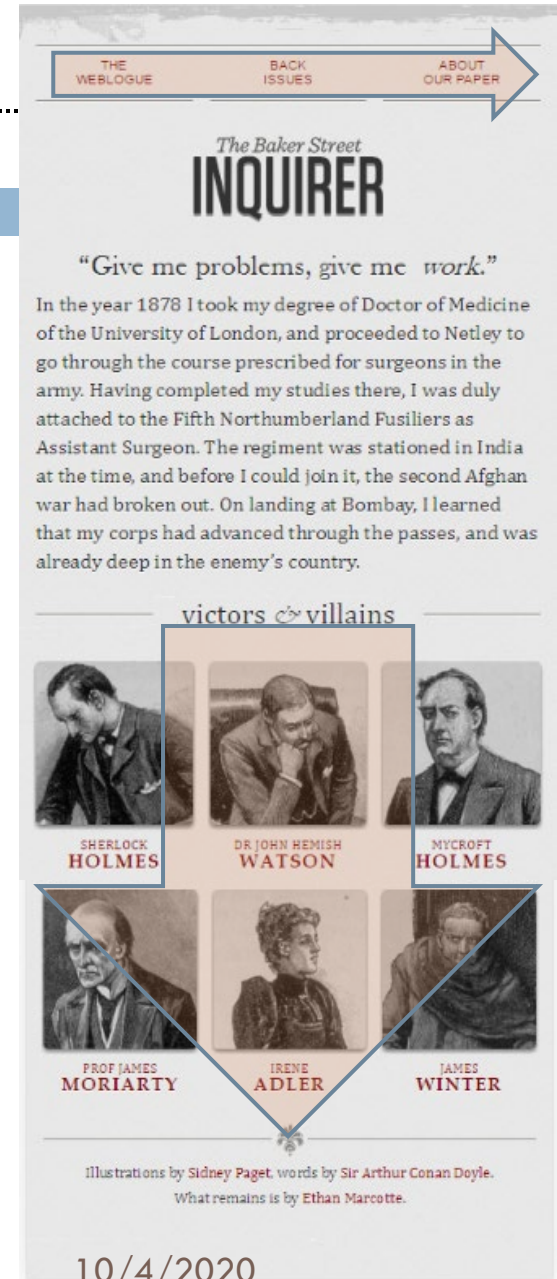 THE
WEBLOGUE
BACK
ISSUES
ABOUT
OUR PAPER
The Baker Street
INQUIRER
“Give me problems, give me work.”
In the year 1878 I took my degree of Doctor of Medicine
of the University of London, and proceeded to Netley to
go through the course prescribed for surgeons in the
army. Having completed my studies there, I was duly
attached to the Fifth Northumberland Fusiliers as
Assistant Surgeon. The regiment was stationed in India
at the time, and before I could join it, the second Afghan
war had broken out. On landing at Bombay, I learned
that my corps had advanced through the passes, and was
already deep in the enemy’s country.
victors & villains
SHERLOCK
HOLMES
DR JOHN HEMISH
WATSON
MYCROFT
HOLMES
PROF JAMES
MORIARTY
IRENE
ADLER
JAMES
WINTER
Illustrations by Sidney Paget, words by Sir Arthur Conan Doyle.
What remains is by Ethan Marcotte.
10/4/2020